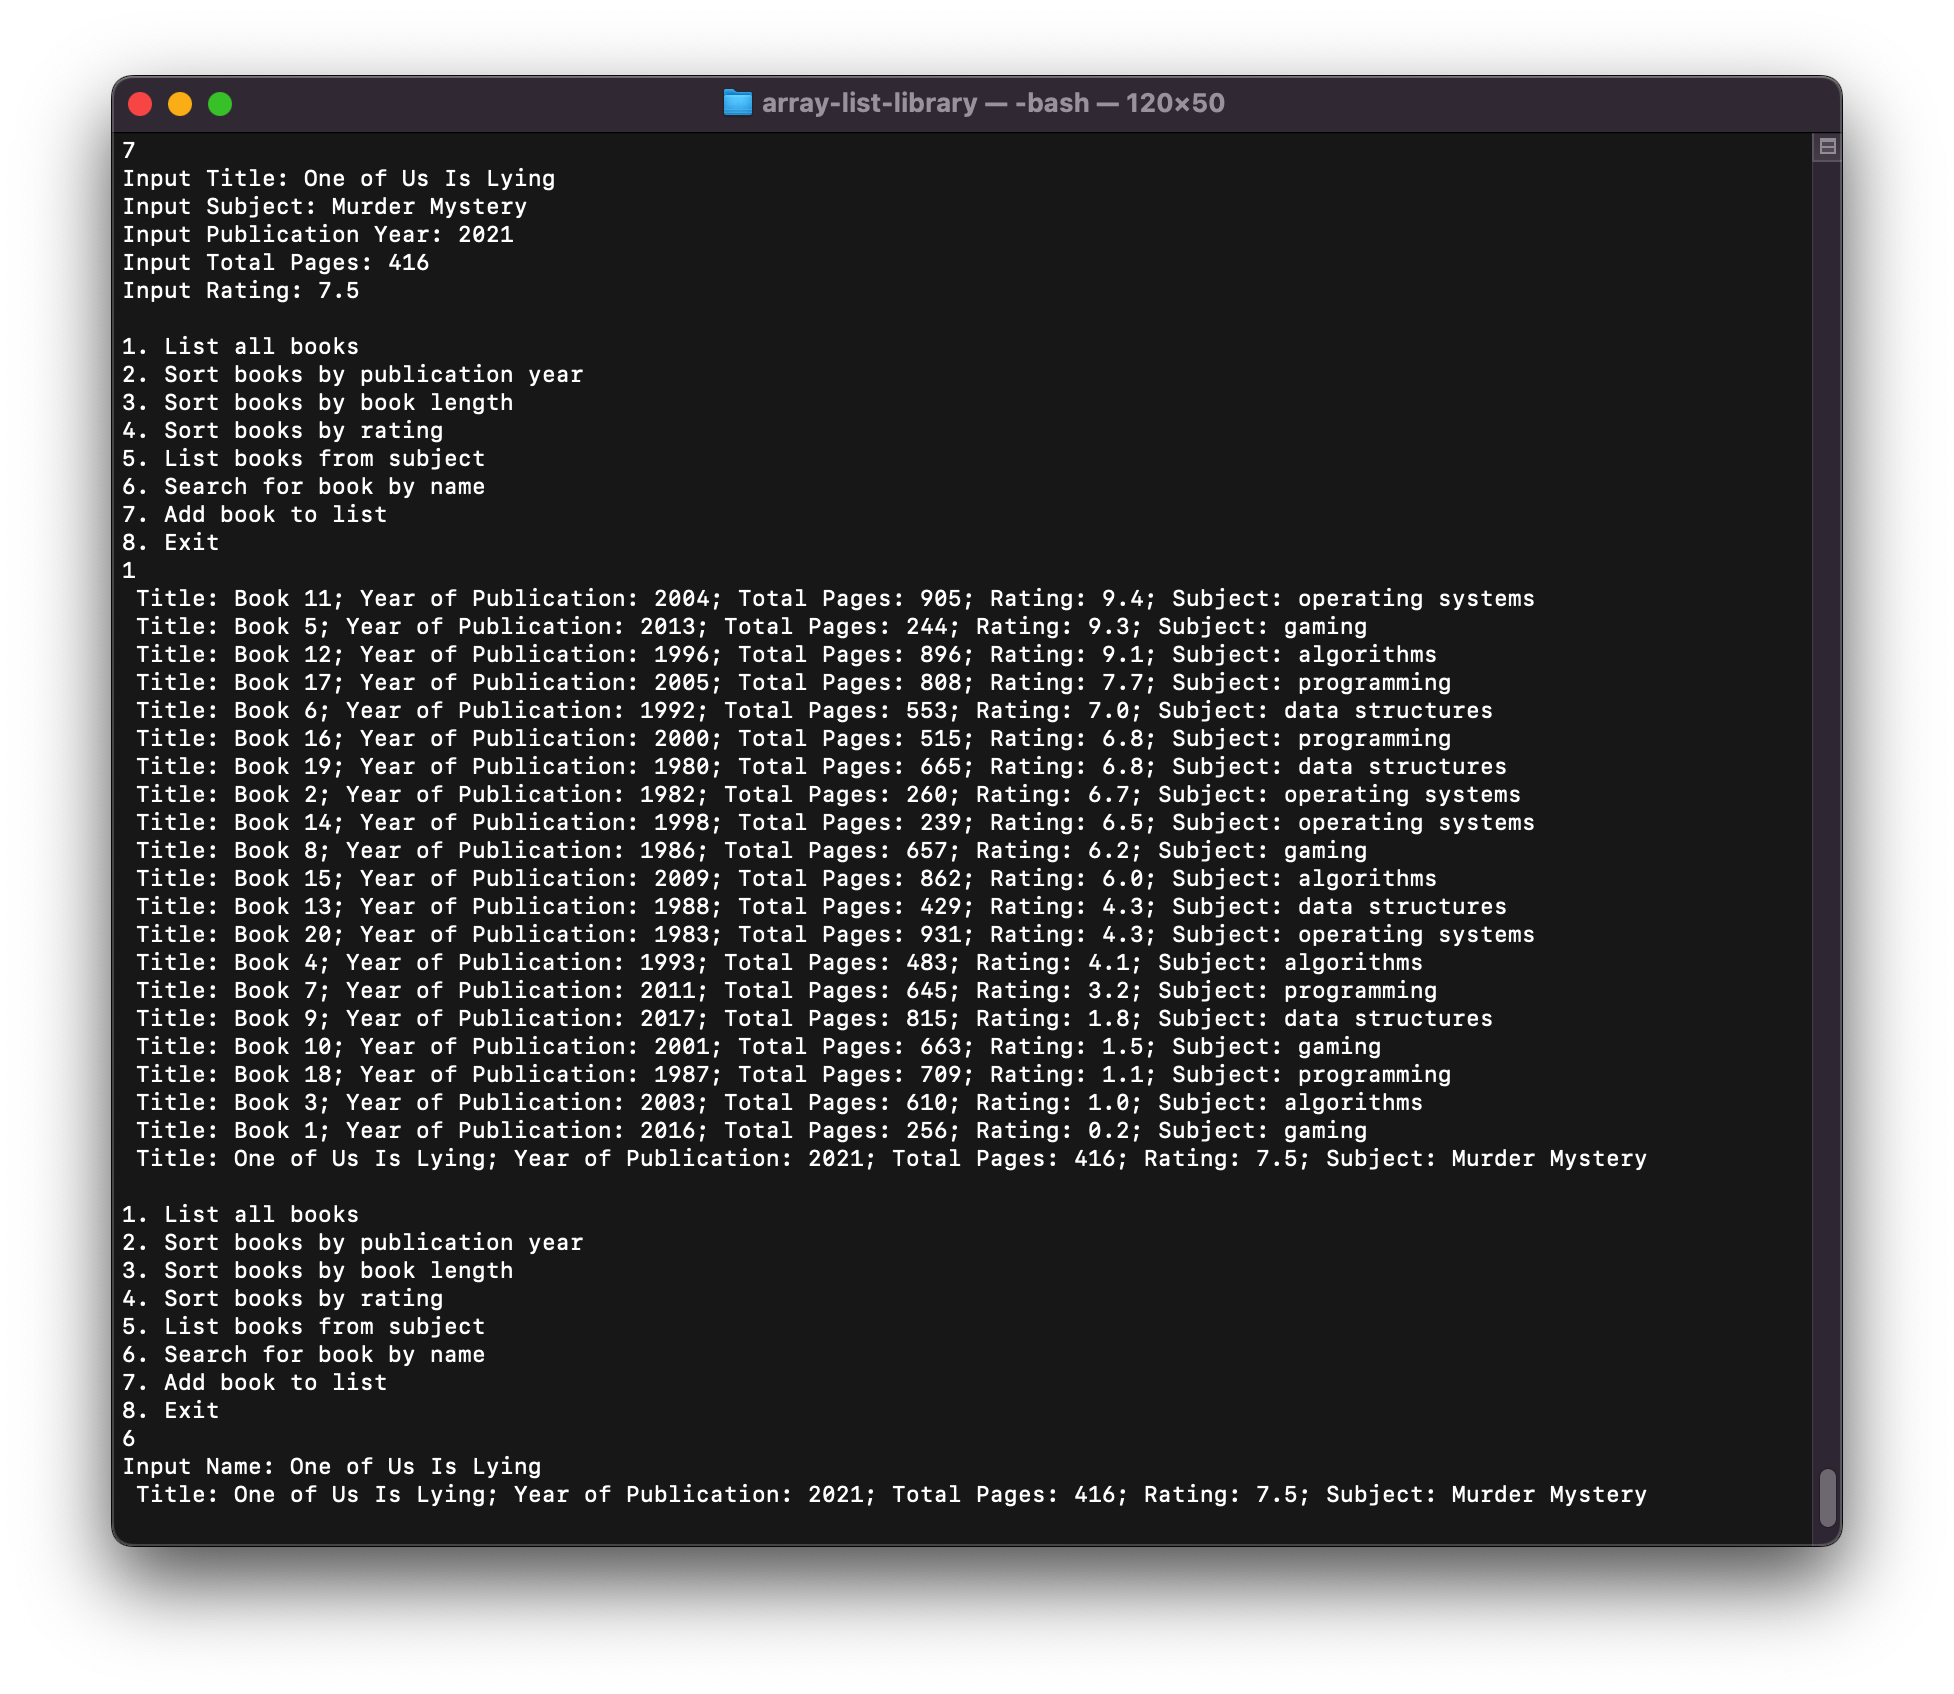 array-list-library — -bash — 120×50
7
Input Title: One of Us Is Lying
Input Subject: Murder Mystery
Input Publication Year: 2021
Input Total Pages: 416
Input Rating: 7.5
1. List all books
2. Sort books by publication year
3. Sort books by book length
4. Sort books by rating
5. List books from subject
6. Search for book by name
7. Add book to list
8. Exit
1
Title: Book 11; Year of Publication: 2004; Total Pages: 905; Rating: 9.4; Subject: operating systems
Title: Book 5; Year of Publication: 2013; Total Pages: 244; Rating: 9.3; Subject: gaming
Title: Book 12; Year of Publication: 1996; Total Pages: 896; Rating: 9.1; Subject: algorithms
Title: Book 17; Year of Publication: 2005; Total Pages: 808; Rating: 7.7; Subject: programming
Title: Book 6; Year of Publication: 1992; Total Pages: 553; Rating: 7.0; Subject: data structures
Title: Book 16; Year of Publication: 2000; Total Pages: 515; Rating: 6.8; Subject: programming
Title: Book 19; Year of Publication: 1980; Total Pages: 665; Rating: 6.8; Subject: data structures
Title: Book 2; Year of Publication: 1982; Total Pages: 260; Rating: 6.7; Subject: operating systems
Title: Book 14; Year of Publication: 1998; Total Pages: 239; Rating: 6.5; Subject: operating systems
Title: Book 8; Year of Publication: 1986; Total Pages: 657; Rating: 6.2; Subject: gaming
Title: Book 15; Year of Publication: 2009; Total Pages: 862; Rating: 6.0; Subject: algorithms
Title: Book 13; Year of Publication: 1988; Total Pages: 429; Rating: 4.3; Subject: data structures
Title: Book 20; Year of Publication: 1983; Total Pages: 931; Rating: 4.3; Subject: operating systems
Title: Book 4; Year of Publication: 1993; Total Pages: 483; Rating: 4.1; Subject: algorithms
Title: Book 7; Year of Publication: 2011; Total Pages: 645; Rating: 3.2; Subject: programming
Title: Book 9; Year of Publication: 2017; Total Pages: 815; Rating: 1.8; Subject: data structures
Title: Book 10; Year of Publication: 2001; Total Pages: 663; Rating: 1.5; Subject: gaming
Title: Book 18; Year of Publication: 1987; Total Pages: 709; Rating: 1.1; Subject: programming
Title: Book 3; Year of Publication: 2003; Total Pages: 610; Rating: 1.0; Subject: algorithms
Title: Book 1; Year of Publication: 2016; Total Pages: 256; Rating: 0.2; Subject: gaming
Title: One of Us Is Lying; Year of Publication: 2021; Total Pages: 416; Rating: 7.5; Subject: Murder Mystery
1. List all books
2. Sort books by publication year
3. Sort books by book length
4. Sort books by rating
5. List books from subject
6. Search for book by name
7. Add book to list
8. Exit
6
Input Name: One of Us Is Lying
Title: One of Us Is Lying; Year of Publication: 2021; Total Pages: 416; Rating: 7.5; Subject: Murder Mystery